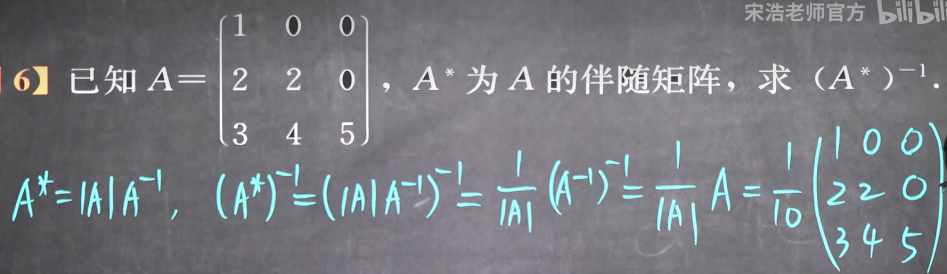 宋浩老师官方 bilibili
6】已知 A=(1 0 0; 2 2 0; 3 4 5), A* 为 A 的伴随矩阵，求 (A*)⁻¹.
A*=|A|A⁻¹, (A*)⁻¹=(|A|A⁻¹)⁻¹=1/|A| (A⁻¹)⁻¹=1/|A| A=1/10 (1 0 0; 2 2 0; 3 4 5)